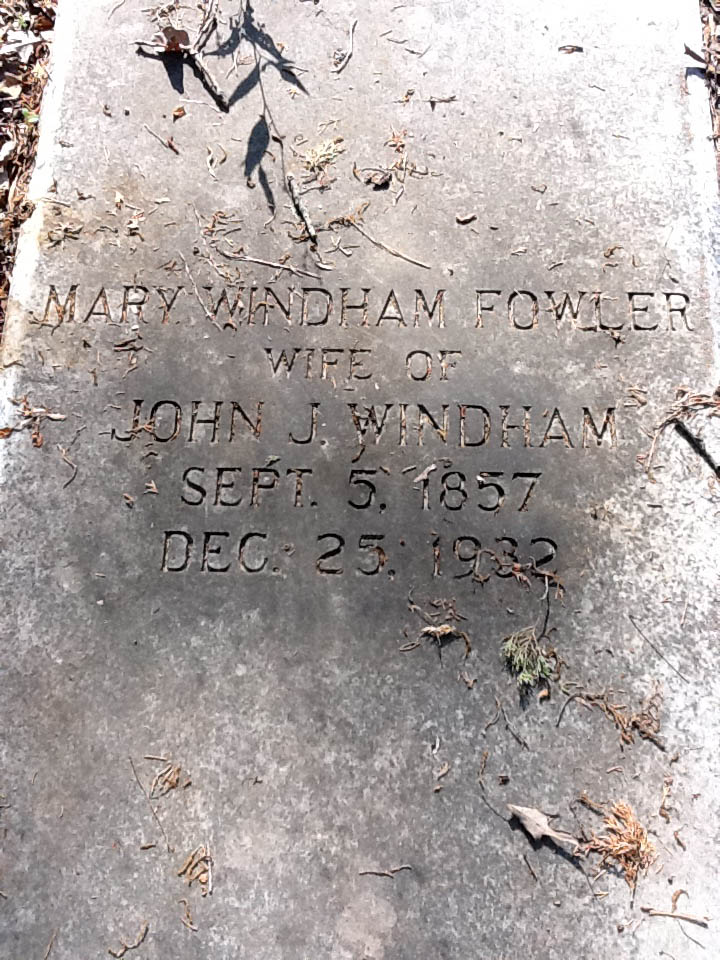 MARY WINDHAM FOWLER
WIFE OF
JOHN J. WINDHAM
SEPT. 5, 1857
DEC. 25, 1932